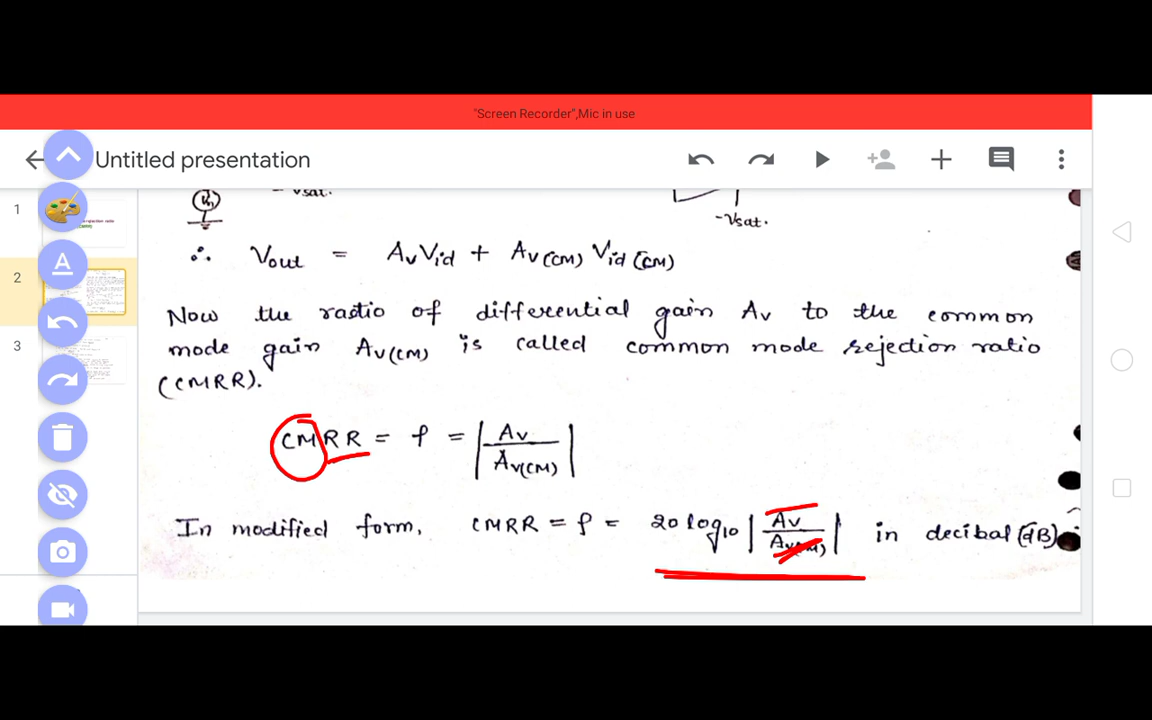 "Screen Recorder",Mic in use
Untitled presentation
1
2
3
A
- Vsat.
-Vsat.
∴ Vout = AvVid + Av(CM) Vid (CM)
Now the ratio of differential gain Av to the common
mode gain Av(CM) is called common mode rejection ratio
(CMRR).
CMRR = ρ = | Av / Av(CM) |
In modified form, CMRR = ρ = 20 log10 | Av / Av(CM) | in decibal (dB)